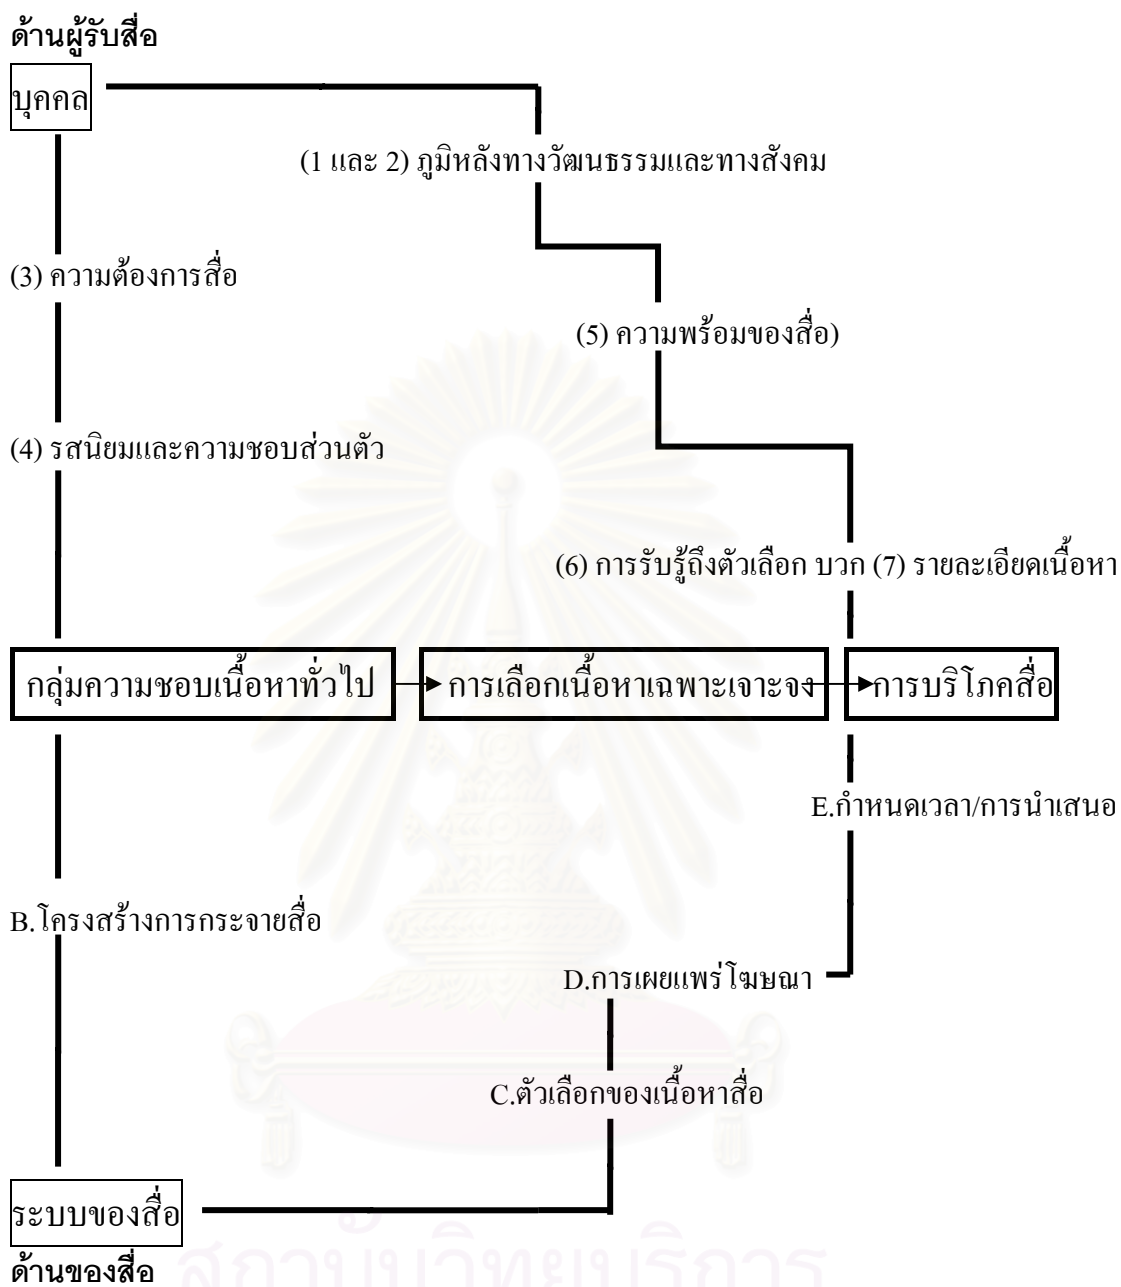 ด้านผู้รับสื่อ
บุคคล
(1 และ 2) ภูมิหลังทางวัฒนธรรมและทางสังคม
(3) ความต้องการสื่อ
(5) ความพร้อมของสื่อ)
(4) รสนิยมและความชอบส่วนตัว
(6) การรับรู้ถึงตัวเลือก บวก (7) รายละเอียดเนื้อหา
กลุ่มความชอบเนื้อหาทั่วไป การเลือกเนื้อหาเฉพาะเจาะจง การบริโภคสื่อ
E.กำหนดเวลา/การนำเสนอ
B.โครงสร้างการกระจายสื่อ
D.การเผยแพร่โฆษณา
C.ตัวเลือกของเนื้อหาสื่อ
ระบบของสื่อ
ด้านของสื่อ
สถาบันวิทยบริการ